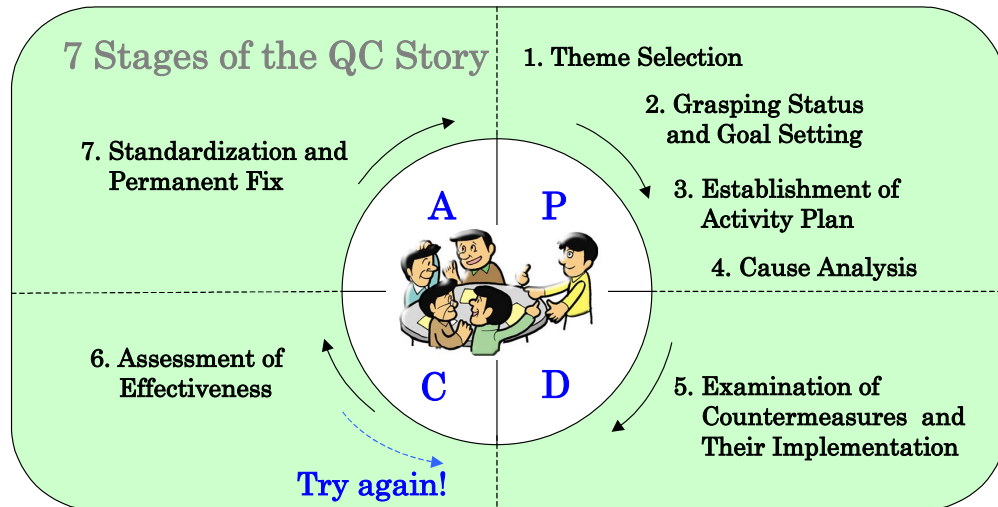 7 Stages of the QC Story
1. Theme Selection
2. Grasping Status
and Goal Setting
3. Establishment of
Activity Plan
4. Cause Analysis
5. Examination of
Countermeasures and
Their Implementation
6. Assessment of
Effectiveness
7. Standardization and
Permanent Fix
A
P
C
D
Try again!